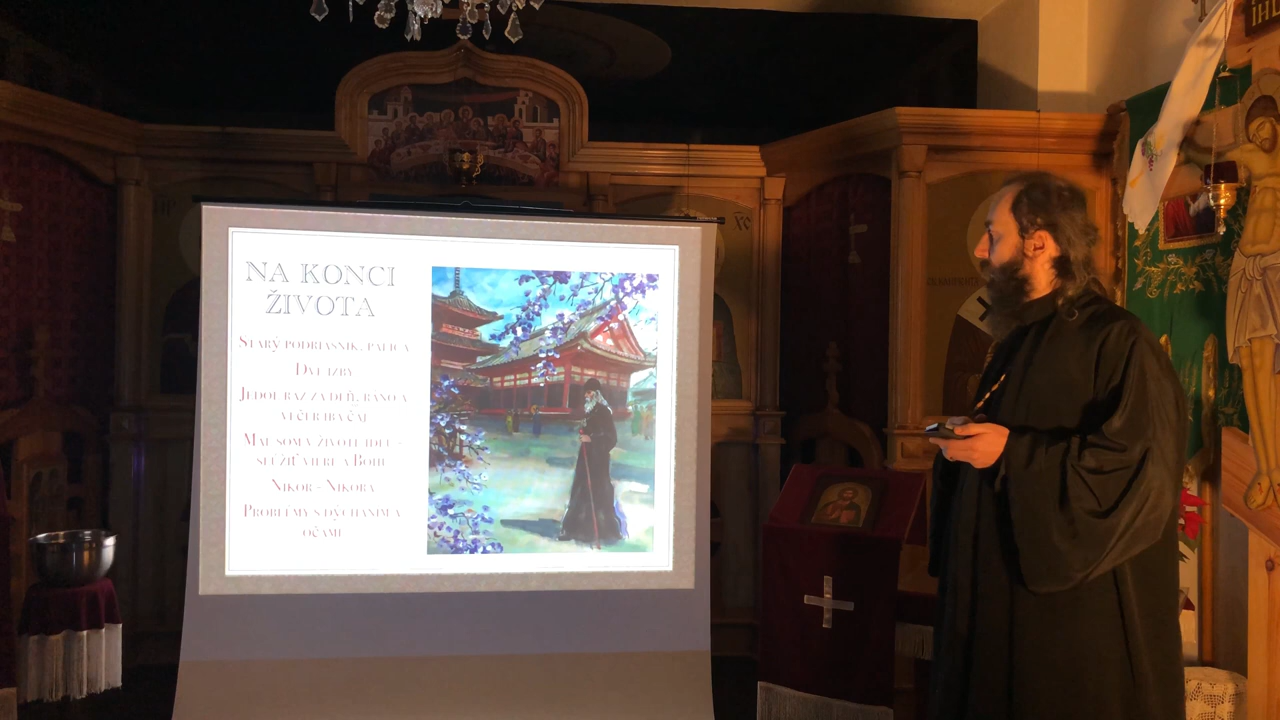 NA KONCI
ŽIVOTA
STARÝ PODRIASNIK, PALICA
DVE IZBY
JEDOL RAZ ZA DEŇ, RÁNO A
VEČER IBA ČAJ
MAL SOM V ŽIVOTE IDEU -
SLÚŽIŤ VIERE A BOHU
NIKOR - NIKORA
PROBLÉMY S DÝCHANÍM A
OČAMI